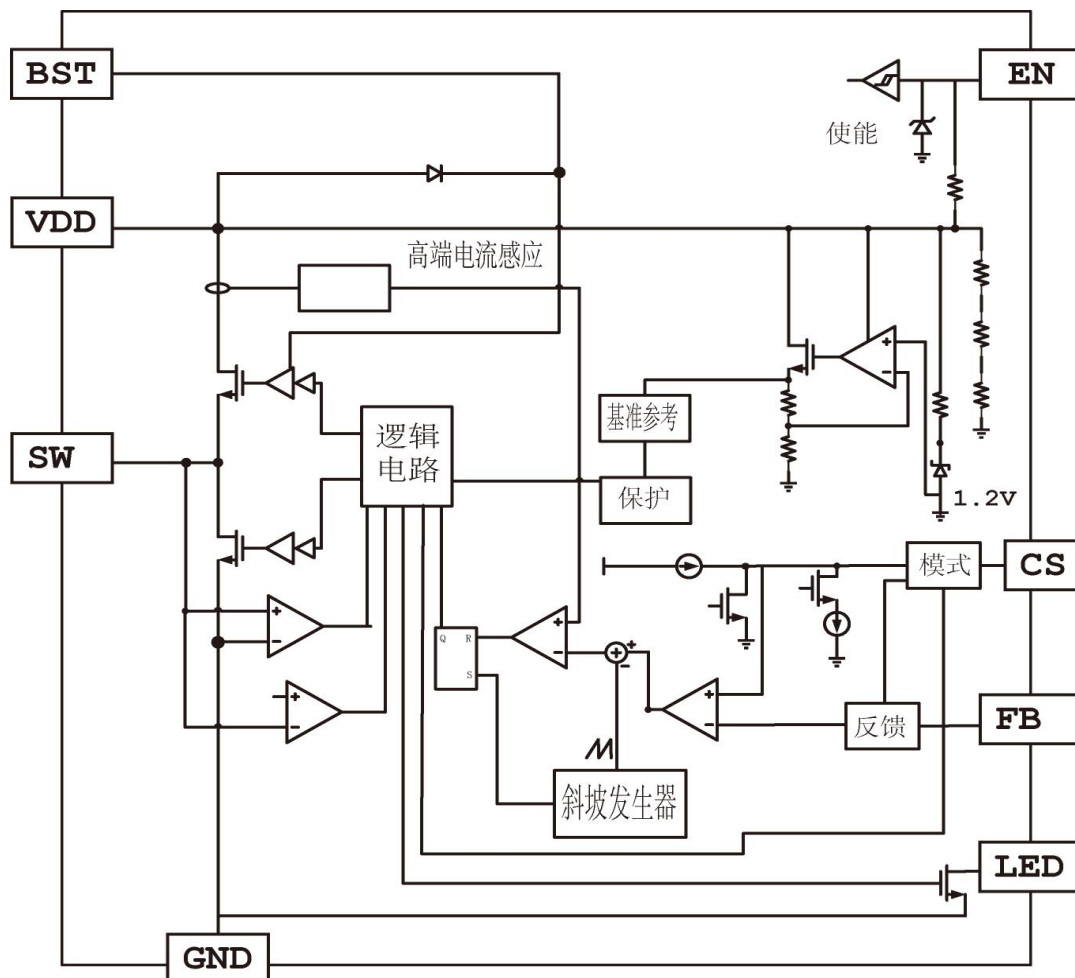 BST
EN
使能
VDD
高端电流感应
+
-
基准参考
SW
逻辑
电路
保护
1.2V
模式
CS
+
-
Q
R
S
+
-
+
-
+
-
+
-
反馈
FB
斜坡发生器
LED
GND